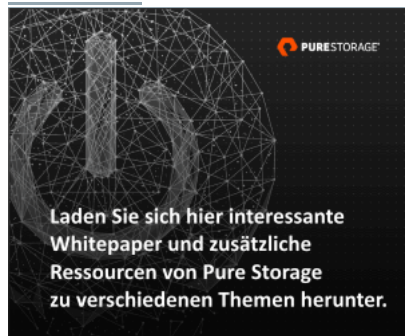 PURESTORAGE
Laden Sie sich hier interessante
Whitepaper und zusätzliche
Ressourcen von Pure Storage
zu verschiedenen Themen herunter.